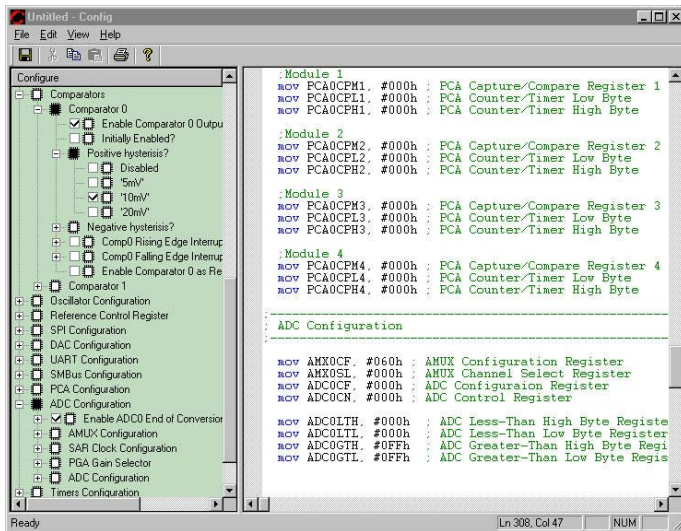 Untitled - Config
File Edit View Help
Configure
Comparators
Comparator 0
Enable Comparator 0 Outpu
Initially Enabled?
Positive hysterisis?
Disabled
'5mV'
'10mV'
'20mV'
Negative hysterisis?
Comp0 Rising Edge Interrup
Comp0 Falling Edge Interrup
Enable Comparator 0 as Re
Comparator 1
Oscillator Configuration
Reference Control Register
SPI Configuration
DAC Configuration
UART Configuration
SMBus Configuration
PCA Configuration
ADC Configuration
Enable ADC0 End of Conversion
AMUX Configuration
SAR Clock Configuration
PGA Gain Selector
ADC Configuration
Timers Configuration
;Module 1
mov PCA0CPM1, #000h ; PCA Capture/Compare Register 1
mov PCA0CPL1, #000h ; PCA Counter/Timer Low Byte
mov PCA0CPH1, #000h ; PCA Counter/Timer High Byte
;Module 2
mov PCA0CPM2, #000h ; PCA Capture/Compare Register 2
mov PCA0CPL2, #000h ; PCA Counter/Timer Low Byte
mov PCA0CPH2, #000h ; PCA Counter/Timer High Byte
;Module 3
mov PCA0CPM3, #000h ; PCA Capture/Compare Register 3
mov PCA0CPL3, #000h ; PCA Counter/Timer Low Byte
mov PCA0CPH3, #000h ; PCA Counter/Timer High Byte
;Module 4
mov PCA0CPM4, #000h ; PCA Capture/Compare Register 4
mov PCA0CPL4, #000h ; PCA Counter/Timer Low Byte
mov PCA0CPH4, #000h ; PCA Counter/Timer High Byte
;------------------------------------------------------------
; ADC Configuration
;------------------------------------------------------------
mov AMX0CF, #060h ; AMUX Configuration Register
mov AMX0SL, #000h ; AMUX Channel Select Register
mov ADC0CF, #000h ; ADC Configuraion Register
mov ADC0CN, #000h ; ADC Control Register
mov ADC0LTH, #000h ; ADC Less-Than High Byte Registe
mov ADC0LTL, #000h ; ADC Less-Than Low Byte Register
mov ADC0GTH, #0FFh ; ADC Greater-Than High Byte Regi
mov ADC0GTL, #0FFh ; ADC Greater-Than Low Byte Regis
Ready
Ln 308, Col 47
NUM